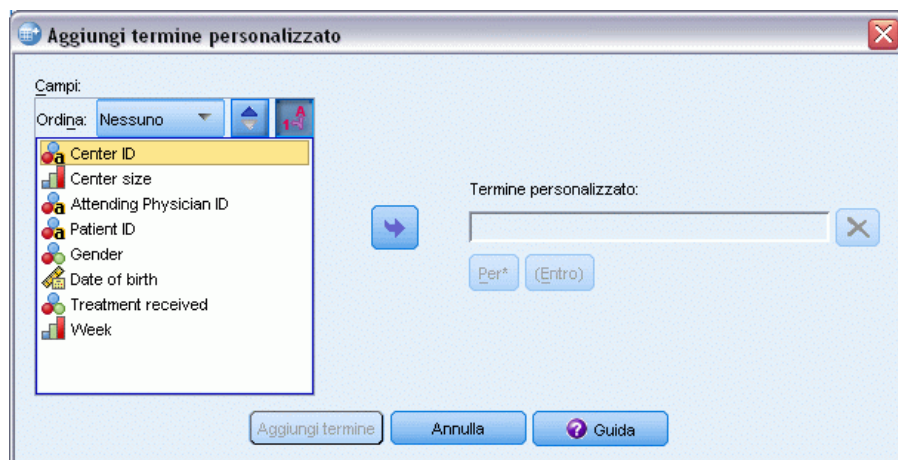 Aggiungi termine personalizzato
Campi:
Ordina: Nessuno
Center ID
Center size
Attending Physician ID
Patient ID
Gender
Date of birth
Treatment received
Week
Termine personalizzato:
Per* (Entro)
Aggiungi termine Annulla Guida